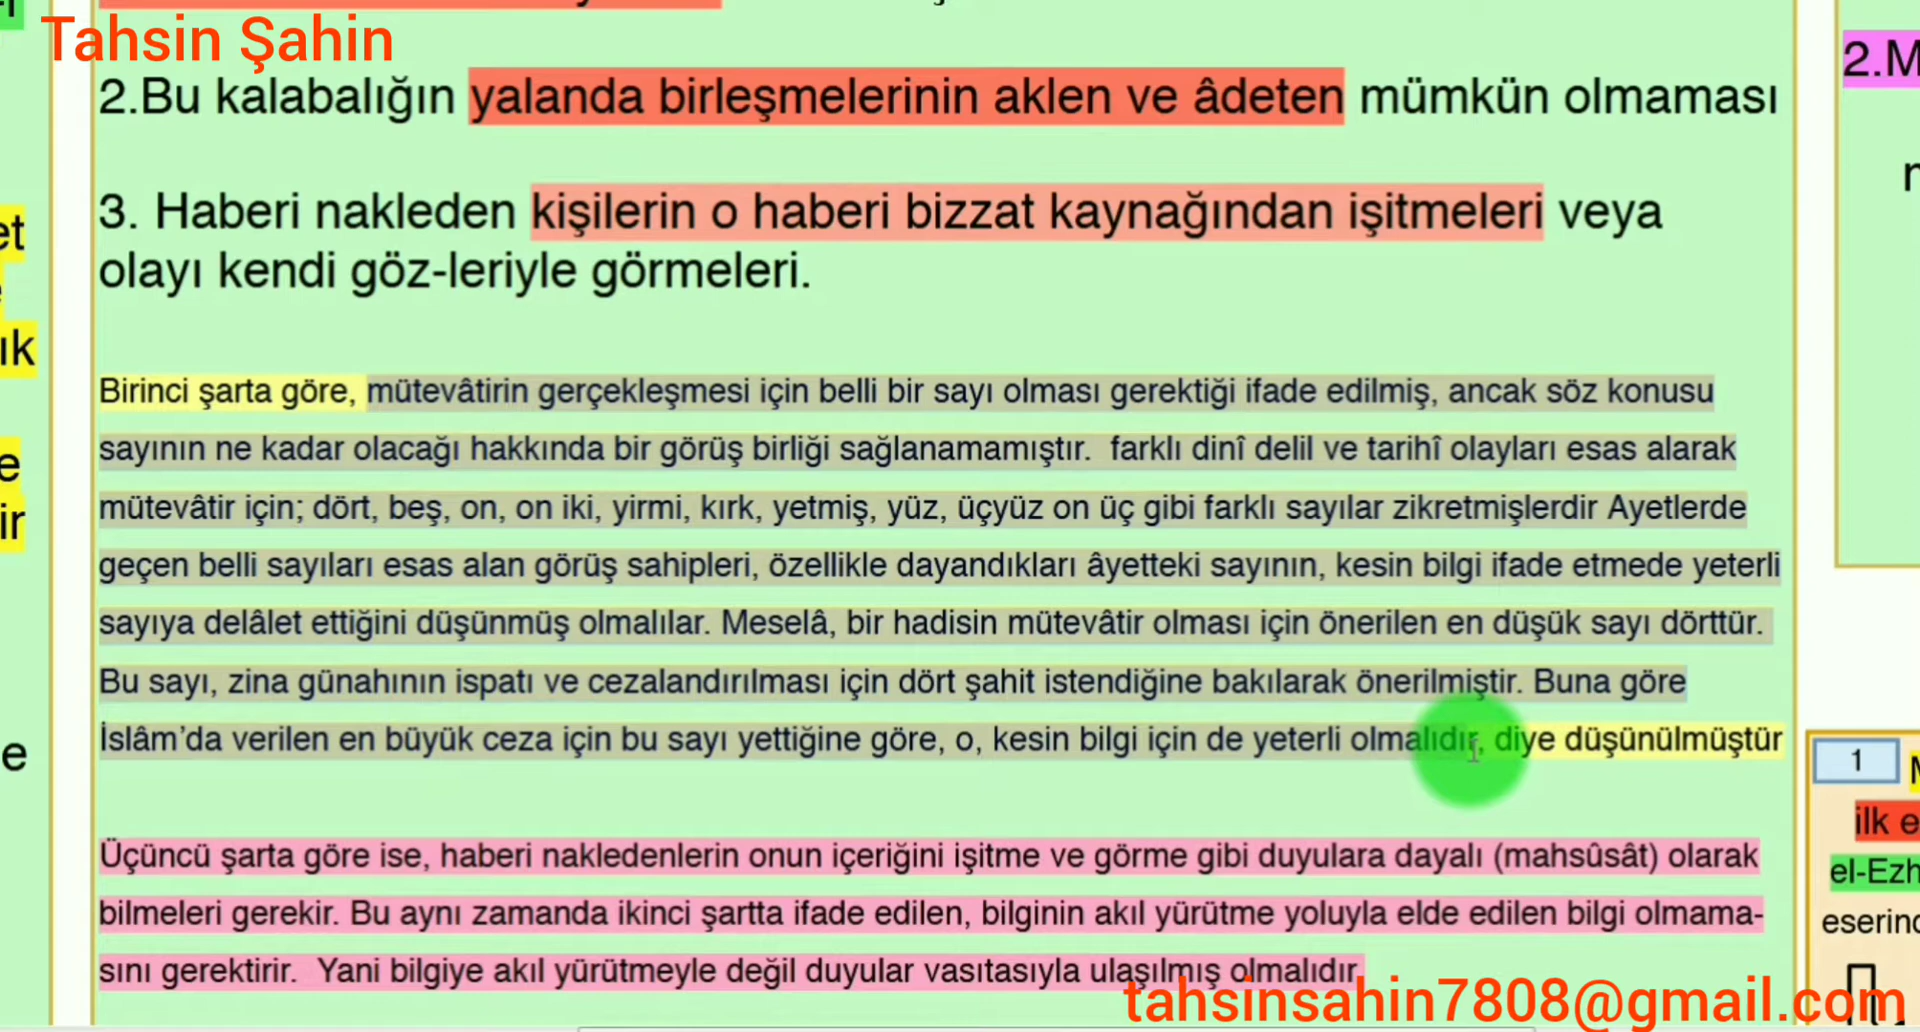 Tahsin Şahin
2.Bu kalabalığın yalanda birleşmelerinin aklen ve âdeten mümkün olmaması
3. Haberi nakleden kişilerin o haberi bizzat kaynağından işitmeleri veya
olayı kendi göz-leriyle görmeleri.
Birinci şarta göre, mütevâtirin gerçekleşmesi için belli bir sayı olması gerektiği ifade edilmiş, ancak söz konusu
sayının ne kadar olacağı hakkında bir görüş birliği sağlanamamıştır.  farklı dinî delil ve tarihî olayları esas alarak
mütevâtir için; dört, beş, on, on iki, yirmi, kırk, yetmiş, yüz, üçyüz on üç gibi farklı sayılar zikretmişlerdir Ayetlerde
geçen belli sayıları esas alan görüş sahipleri, özellikle dayandıkları âyetteki sayının, kesin bilgi ifade etmede yeterli
sayıya delâlet ettiğini düşünmüş olmalılar. Meselâ, bir hadisin mütevâtir olması için önerilen en düşük sayı dörttür.
Bu sayı, zina günahının ispatı ve cezalandırılması için dört şahit istendiğine bakılarak önerilmiştir. Buna göre
İslâm'da verilen en büyük ceza için bu sayı yettiğine göre, o, kesin bilgi için de yeterli olmalıdır, diye düşünülmüştür
Üçüncü şarta göre ise, haberi nakledenlerin onun içeriğini işitme ve görme gibi duyulara dayalı (mahsûsât) olarak
bilmeleri gerekir. Bu aynı zamanda ikinci şartta ifade edilen, bilginin akıl yürütme yoluyla elde edilen bilgi olmama-
sını gerektirir.  Yani bilgiye akıl yürütmeyle değil duyular vasıtasıyla ulaşılmış olmalıdır.
et
ık
e
ir
e
2.M
1
ilk e
el-Ezh
eserinc
tahsinsahin7808@gmail.com